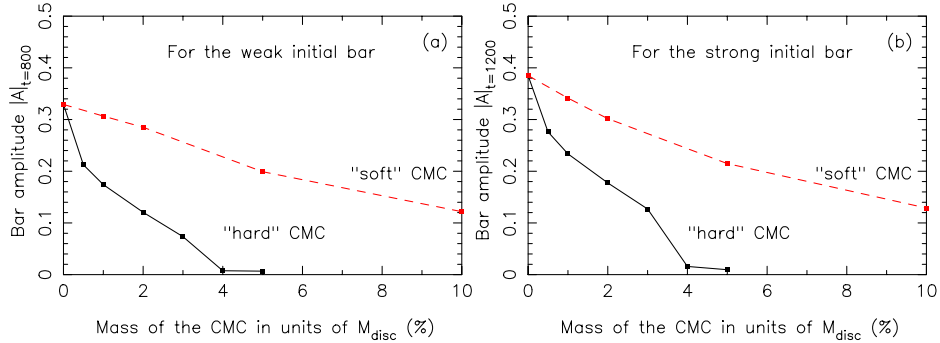 0.5
0.4
0.3
0.2
0.1
0
Bar amplitude |A|t=800
(a)
For the weak initial bar
"soft" CMC
"hard" CMC
0 2 4 6 8 10
Mass of the CMC in units of Mdisc (%)
0.5
0.4
0.3
0.2
0.1
0
Bar amplitude |A|t=1200
(b)
For the strong initial bar
"soft" CMC
"hard" CMC
0 2 4 6 8 10
Mass of the CMC in units of Mdisc (%)